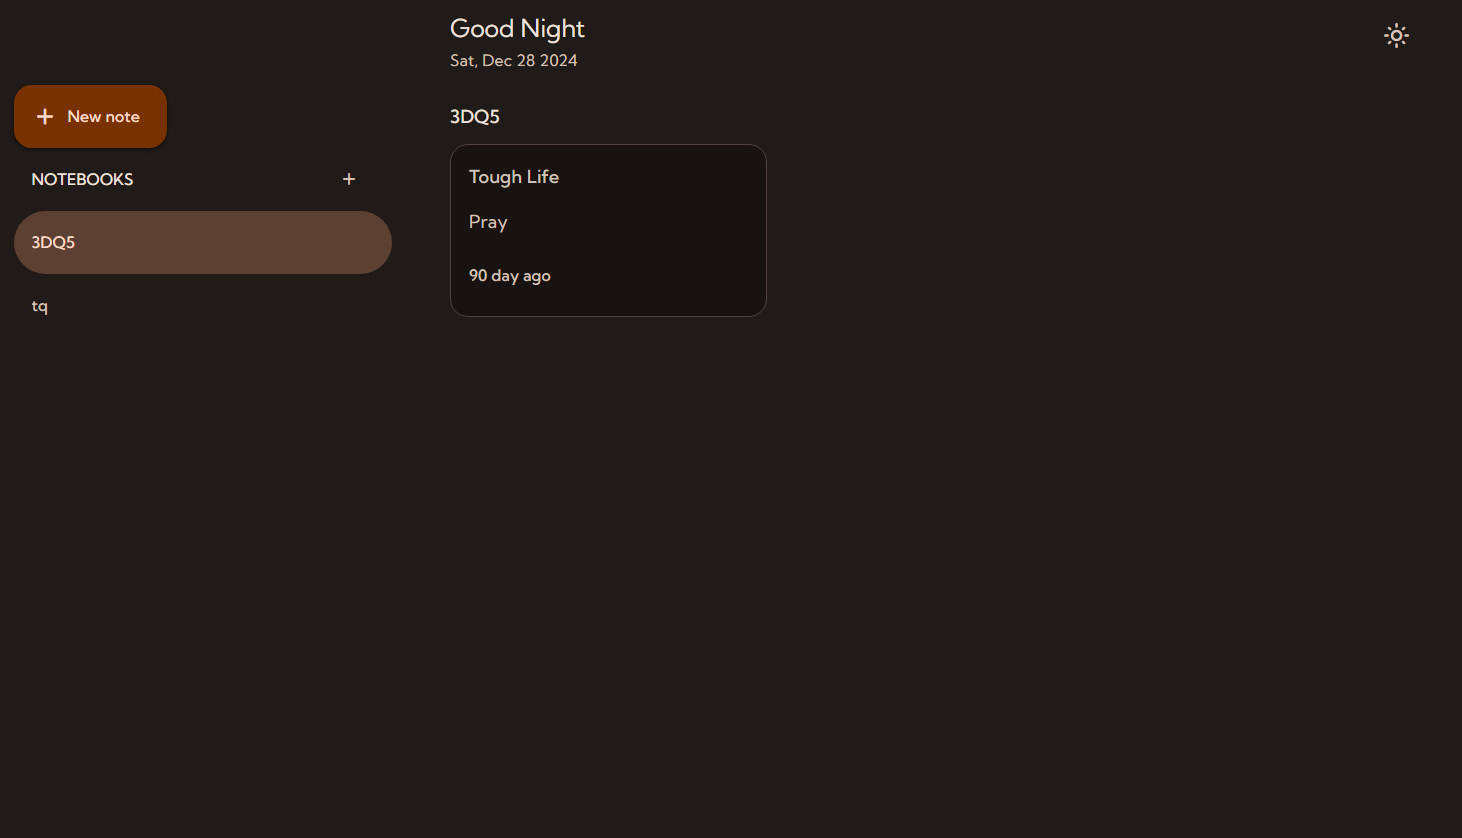 Good Night
Sat, Dec 28 2024
+ New note
NOTEBOOKS +
3DQ5
tq
3DQ5
Tough Life
Pray
90 day ago